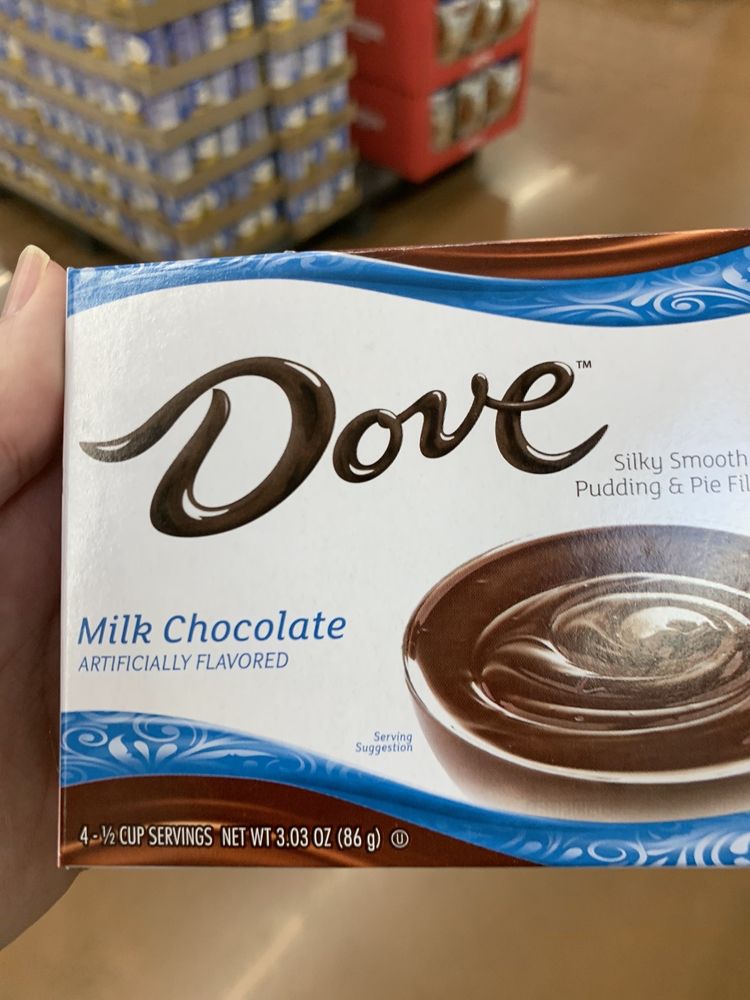 Dove™
Silky Smooth
Pudding & Pie Fil
Milk Chocolate
ARTIFICIALLY FLAVORED
Serving
Suggestion
4 - ½ CUP SERVINGS NET WT 3.03 OZ (86 g) Ⓤ